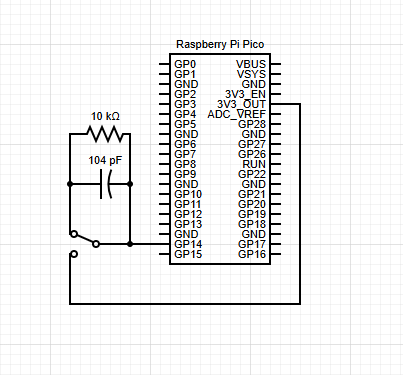 Raspberry Pi Pico
GP0 VBUS
GP1 VSYS
GND GND
GP2 3V3_EN
GP3 3V3_OUT
GP4 ADC_VREF
GP5 GP28
GND GND
GP6 GP27
GP7 GP26
GP8 RUN
GP9 GP22
GND GND
GP10 GP21
GP11 GP20
GP12 GP19
GP13 GP18
GND GND
GP14 GP17
GP15 GP16
10 kΩ
104 pF